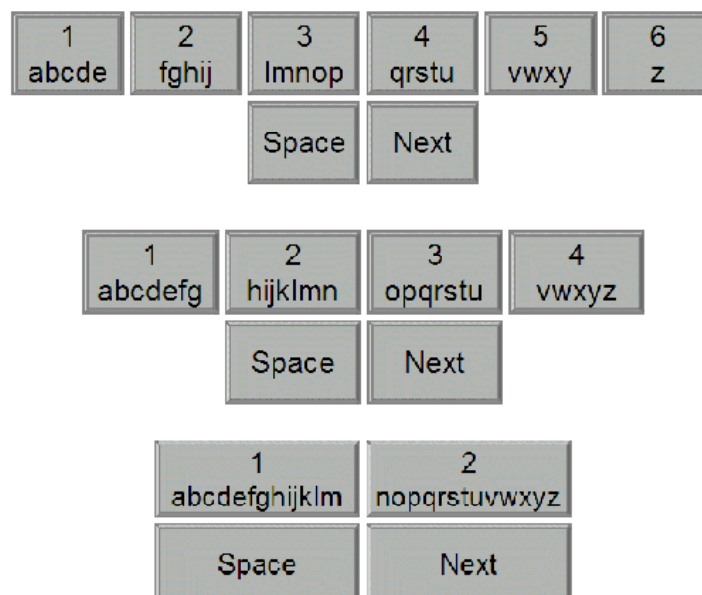 1 2 3 4 5 6
abcde fghij lmnop qrstu vwxy z
Space Next
1 2 3 4
abcdefg hijklmn opqrstu vwxyz
Space Next
1 2
abcdefghijklm nopqrstuvwxyz
Space Next